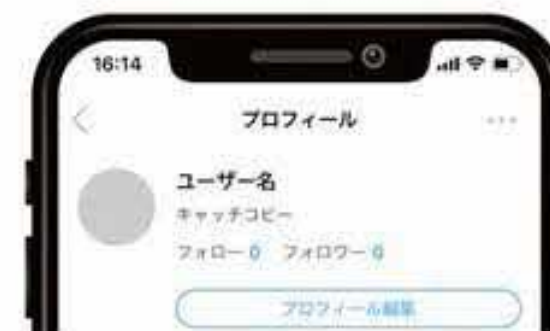 16:14
プロフィール
ユーザー名
キャッチコピー
フォロー 0 フォロワー 0
プロフィール編集